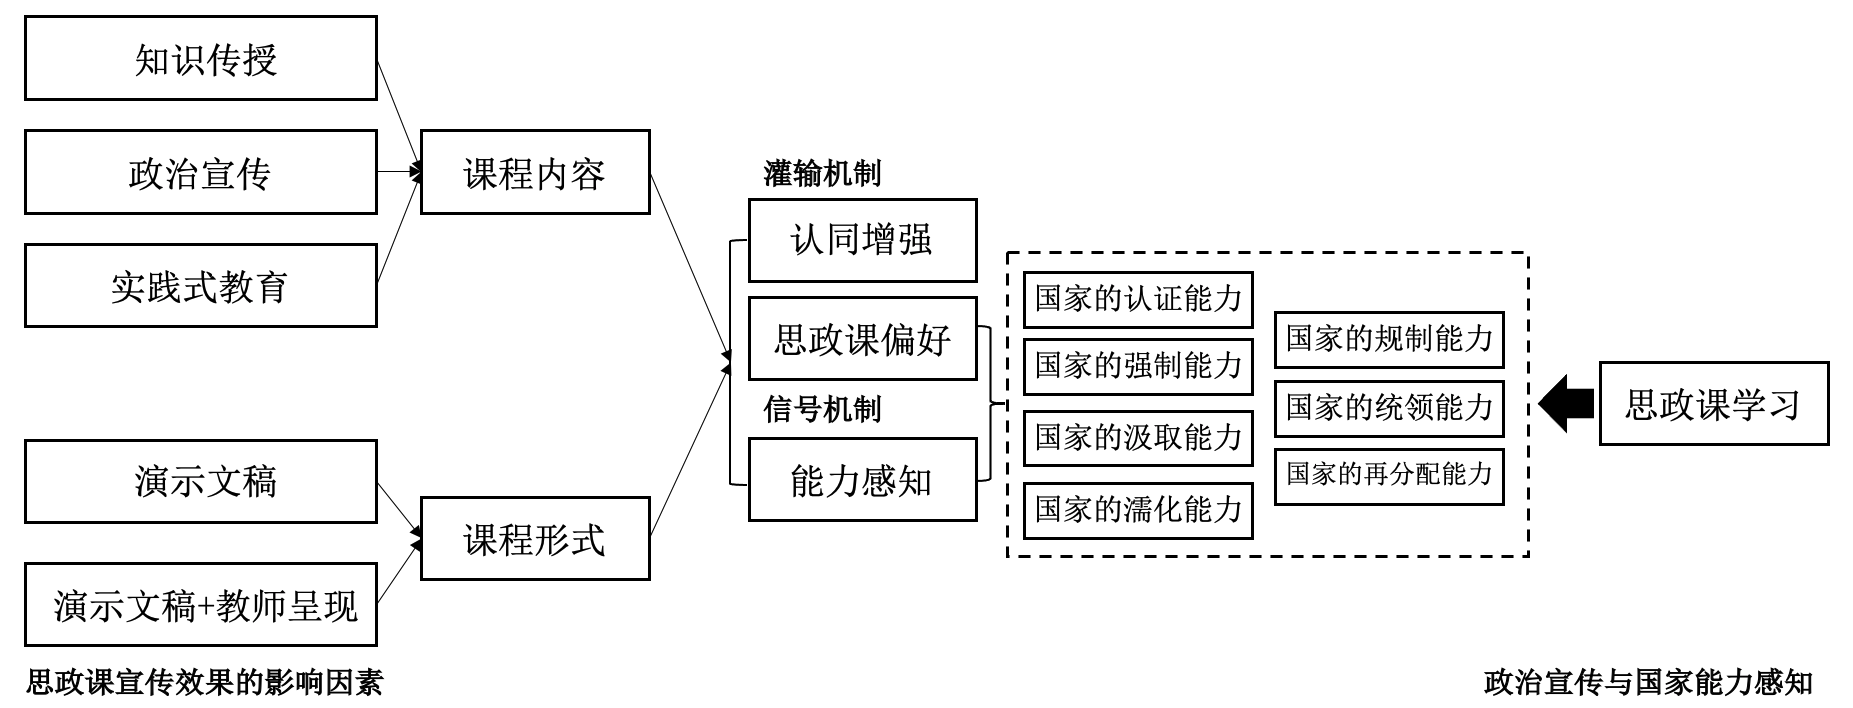 知识传授
政治宣传
实践式教育
演示文稿
演示文稿+教师呈现
思政课宣传效果的影响因素
课程内容
课程形式
灌输机制
认同增强
思政课偏好
信号机制
能力感知
国家的认证能力
国家的强制能力
国家的汲取能力
国家的濡化能力
国家的规制能力
国家的统领能力
国家的再分配能力
思政课学习
政治宣传与国家能力感知